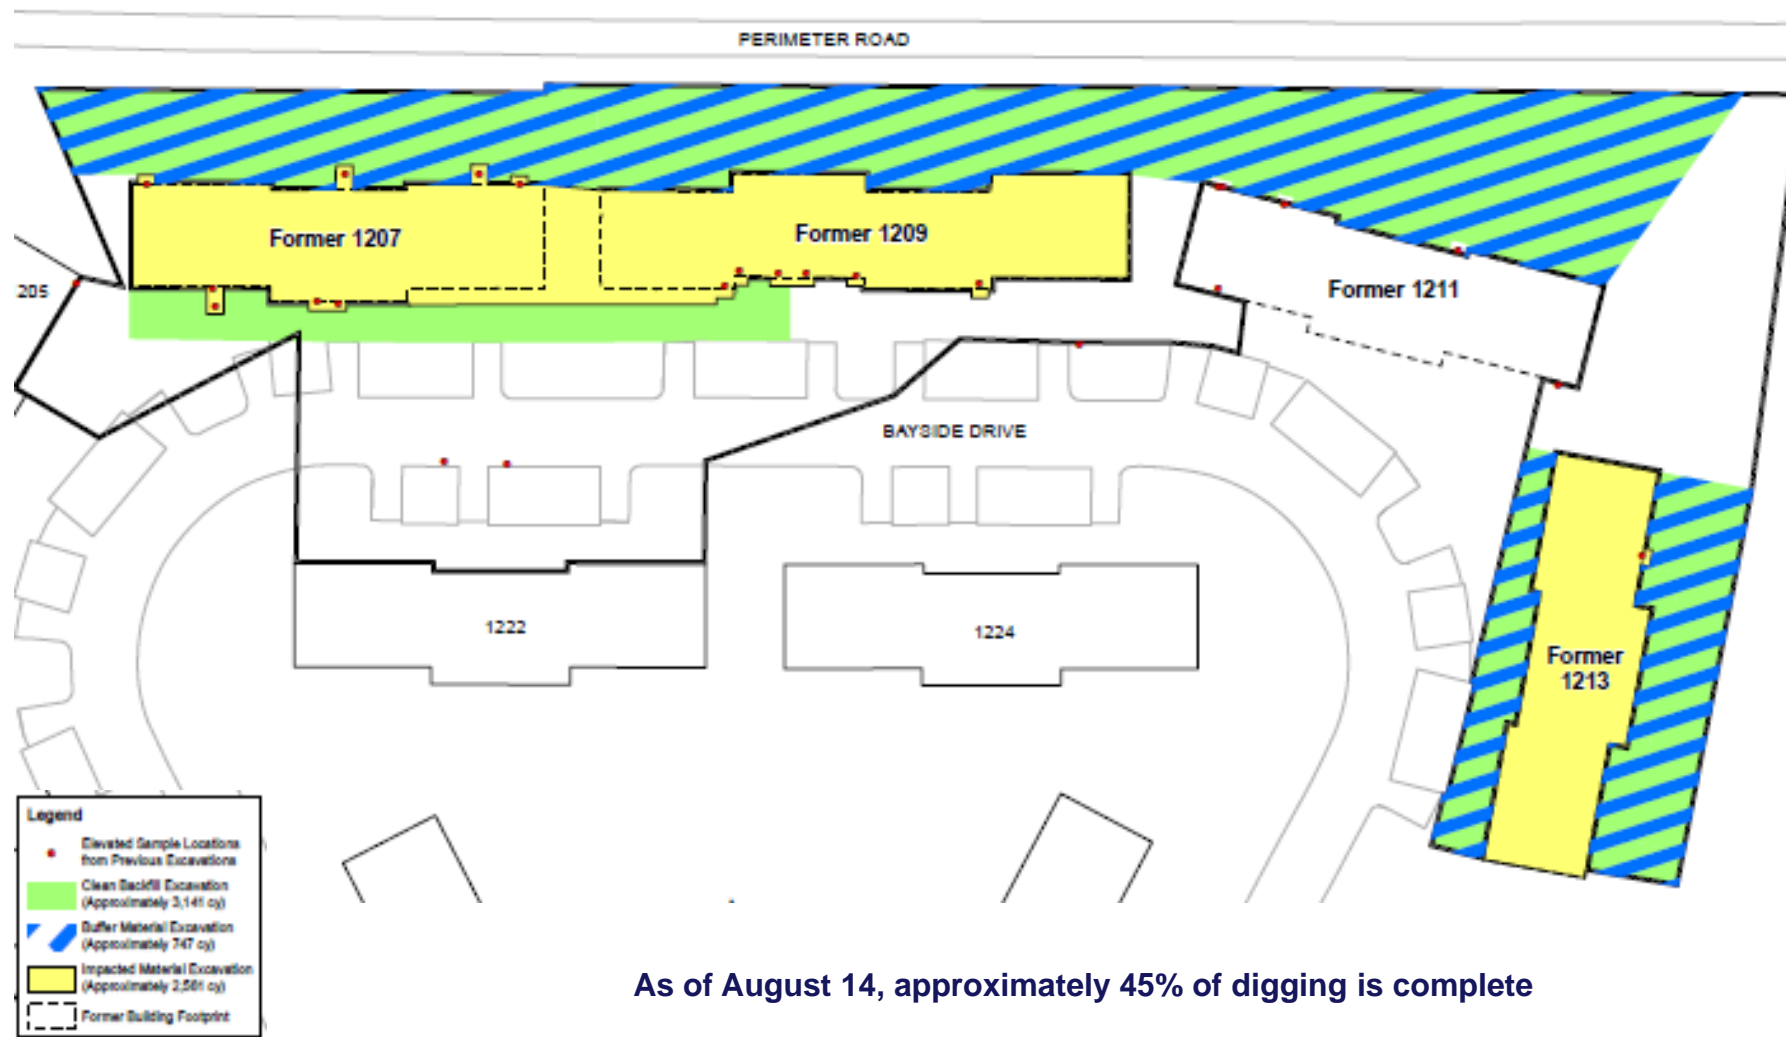 PERIMETER ROAD
Former 1207
Former 1209
205
Former 1211
BAYSIDE DRIVE
1222
1224
Former
1213
Legend
Elevated Sample Locations
from Previous Excavations
Clean Backfill Excavation
(Approximately 3,141 cy)
Buffer Material Excavation
(Approximately 747 cy)
Impacted Material Excavation
(Approximately 2,561 cy)
Former Building Footprint
As of August 14, approximately 45% of digging is complete